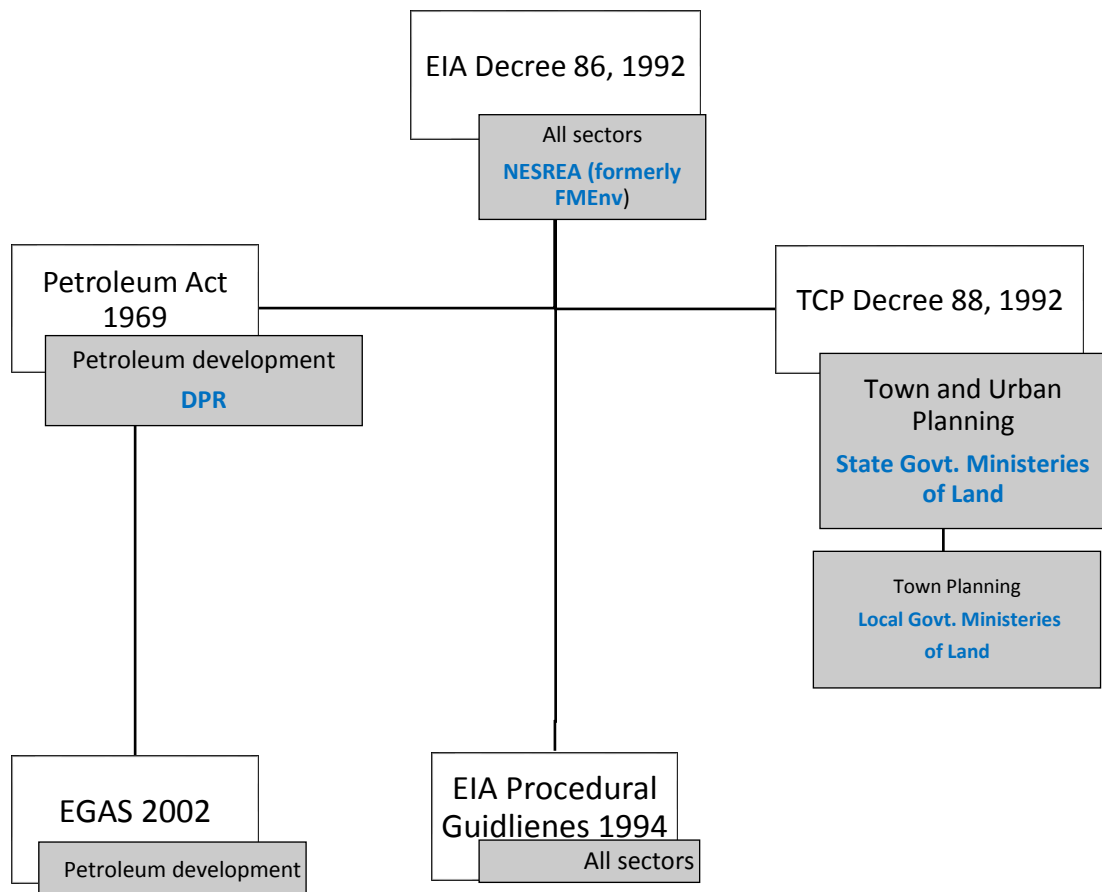 EIA Decree 86, 1992
All sectors
NESREA (formerly
FMEnv)
Petroleum Act
1969
Petroleum development
DPR
TCP Decree 88, 1992
Town and Urban
Planning
State Govt. Ministeries
of Land
Town Planning
Local Govt. Ministeries
of Land
EGAS 2002
Petroleum development
EIA Procedural
Guidlienes 1994
All sectors